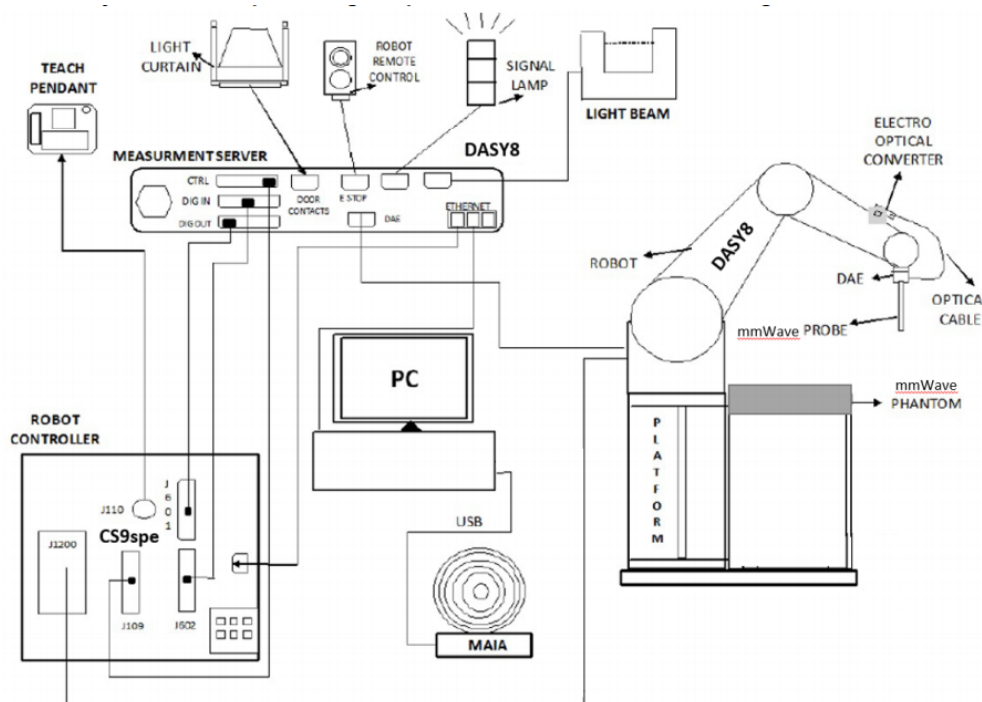 LIGHT
CURTAIN
ROBOT
REMOTE
CONTROL
SIGNAL
LAMP
TEACH
PENDANT
LIGHT BEAM
ELECTRO
OPTICAL
CONVERTER
MEASURMENT SERVER
DASY8
CTRL
DIG IN
DIG OUT
DOOR
CONTACTS
E STOP
DAE
ETHERNET
ROBOT
DASY8
DAE
OPTICA
CABLE
mmWave PROBE
PC
mmWave
PHANTOM
PLATFORM
ROBOT
CONTROLLER
J601
J110
CS9spe
J1200
J109
J602
USB
MAIA